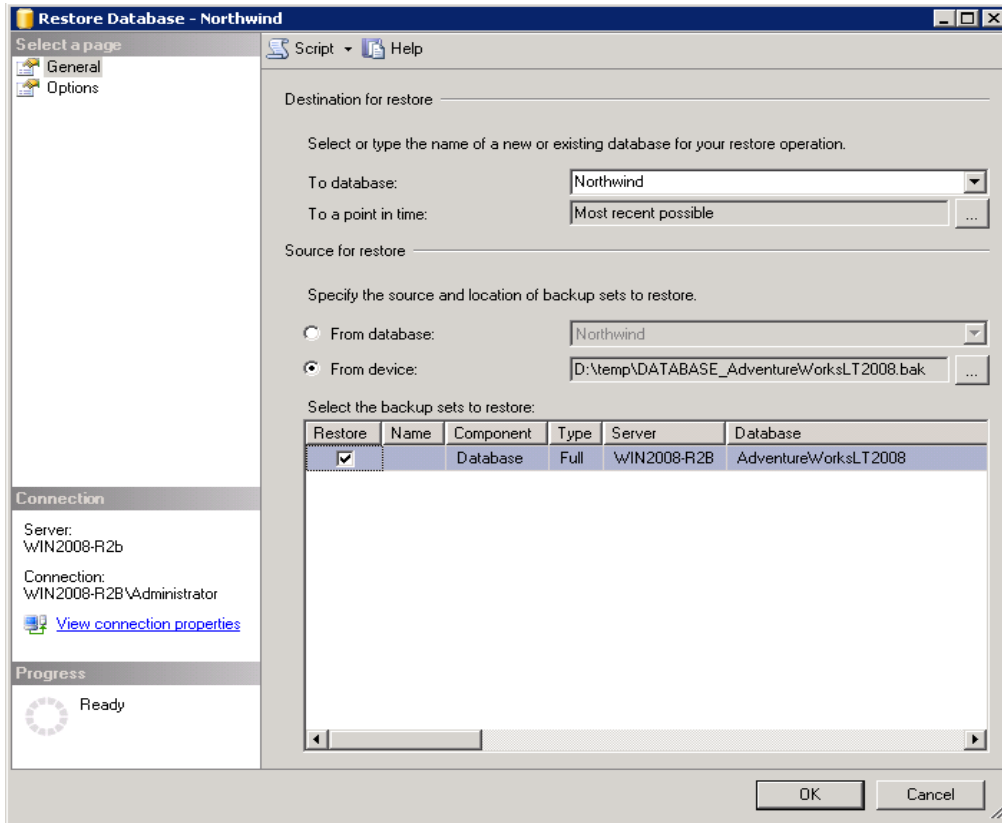 Restore Database - Northwind
Select a page
General
Options
Script Help
Destination for restore
Select or type the name of a new or existing database for your restore operation.
To database: Northwind
To a point in time: Most recent possible ...
Source for restore
Specify the source and location of backup sets to restore.
From database: Northwind
From device: D:\temp\DATABASE_AdventureWorksLT2008.bak ...
Select the backup sets to restore:
Restore Name Component Type Server Database
Database Full WIN2008-R2B AdventureWorksLT2008
Connection
Server:
WIN2008-R2b
Connection:
WIN2008-R2B\Administrator
View connection properties
Progress
Ready
OK Cancel